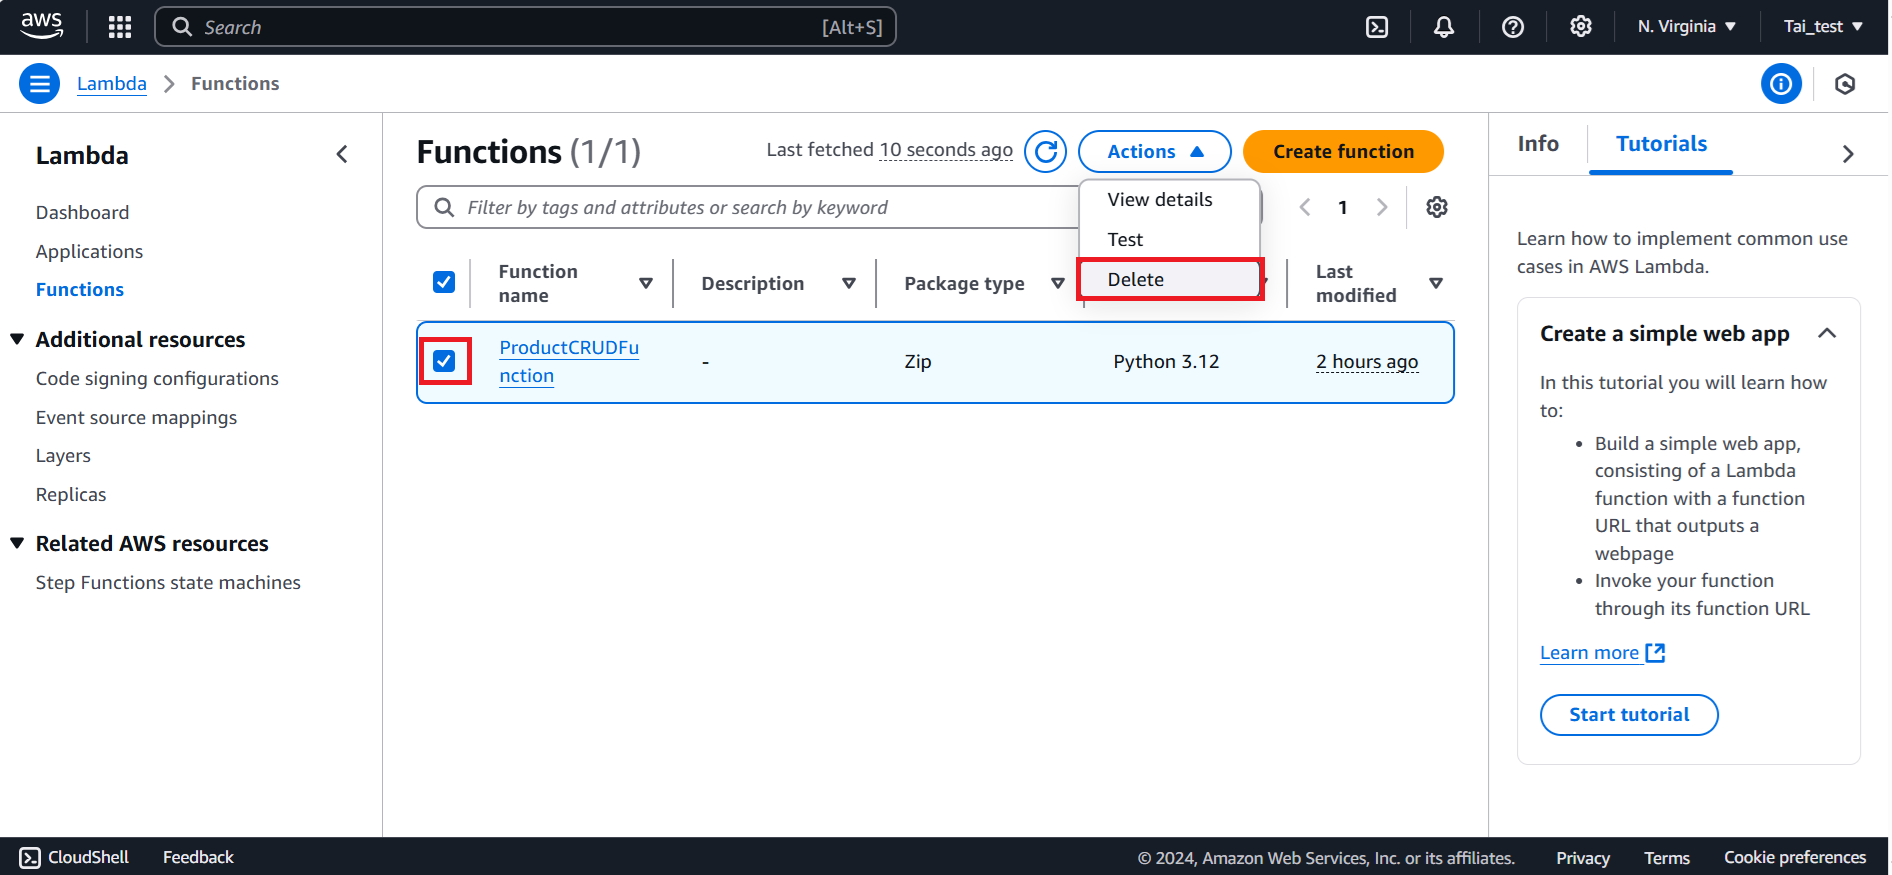 aws
Search
[Alt+S]
N. Virginia
Tai_test
Lambda
Functions
Lambda
Dashboard
Applications
Functions
Additional resources
Code signing configurations
Event source mappings
Layers
Replicas
Related AWS resources
Step Functions state machines
Functions (1/1)
Last fetched 10 seconds ago
Actions
Create function
View details
Test
Delete
Filter by tags and attributes or search by keyword
1
Function
name
Description
Package type
Last
modified
ProductCRUDFu
nction
-
Zip
Python 3.12
2 hours ago
Info
Tutorials
Learn how to implement common use
cases in AWS Lambda.
Create a simple web app
In this tutorial you will learn how
to:
• Build a simple web app,
consisting of a Lambda
function with a function
URL that outputs a
webpage
• Invoke your function
through its function URL
Learn more
Start tutorial
CloudShell
Feedback
© 2024, Amazon Web Services, Inc. or its affiliates.
Privacy
Terms
Cookie preferences